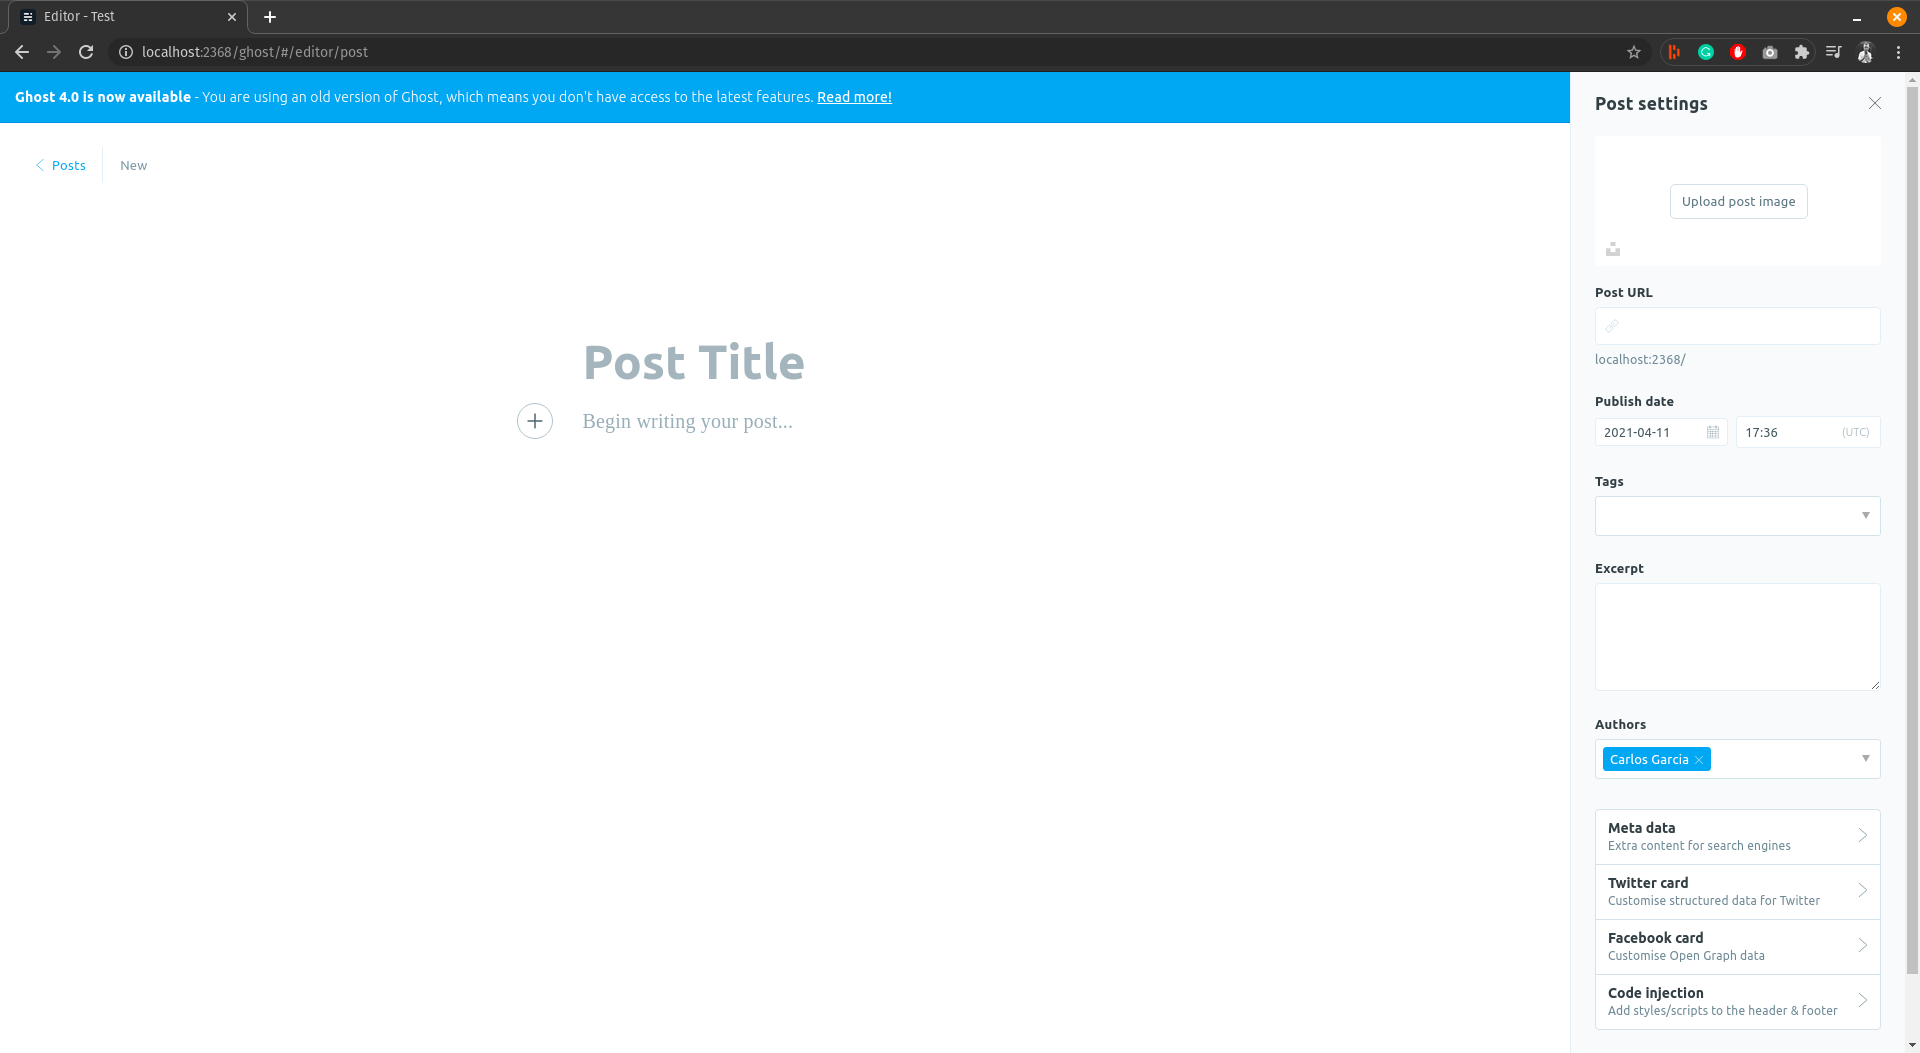 Editor - Test
localhost:2368/ghost/#/editor/post
Ghost 4.0 is now available - You are using an old version of Ghost, which means you don't have access to the latest features. Read more!
Posts
New
Post Title
Begin writing your post...
Post settings
Upload post image
Post URL
localhost:2368/
Publish date
2021-04-11
17:36
(UTC)
Tags
Excerpt
Authors
Carlos Garcia
Meta data
Extra content for search engines
Twitter card
Customise structured data for Twitter
Facebook card
Customise Open Graph data
Code injection
Add styles/scripts to the header & footer